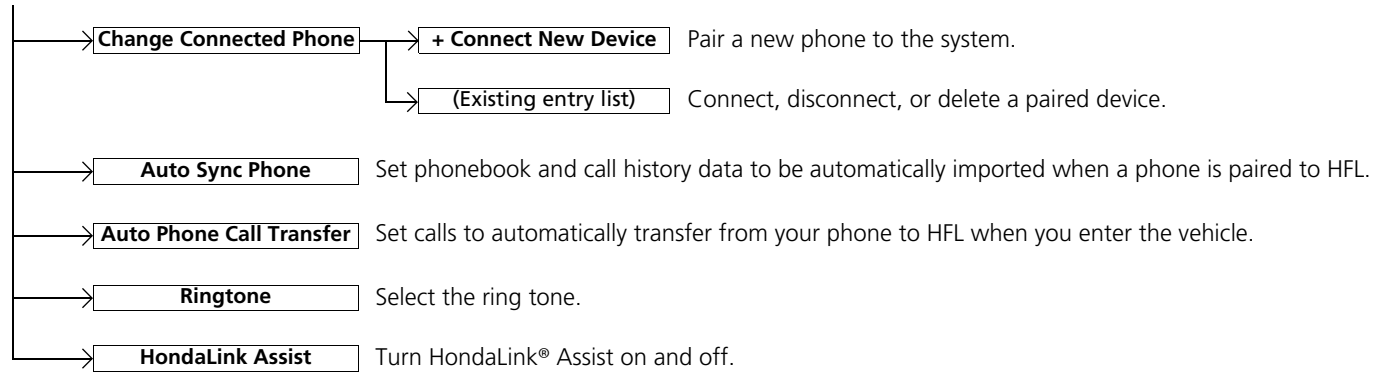 Change Connected Phone + Connect New Device Pair a new phone to the system.
(Existing entry list) Connect, disconnect, or delete a paired device.
Auto Sync Phone Set phonebook and call history data to be automatically imported when a phone is paired to HFL.
Auto Phone Call Transfer Set calls to automatically transfer from your phone to HFL when you enter the vehicle.
Ringtone Select the ring tone.
HondaLink Assist Turn HondaLink® Assist on and off.